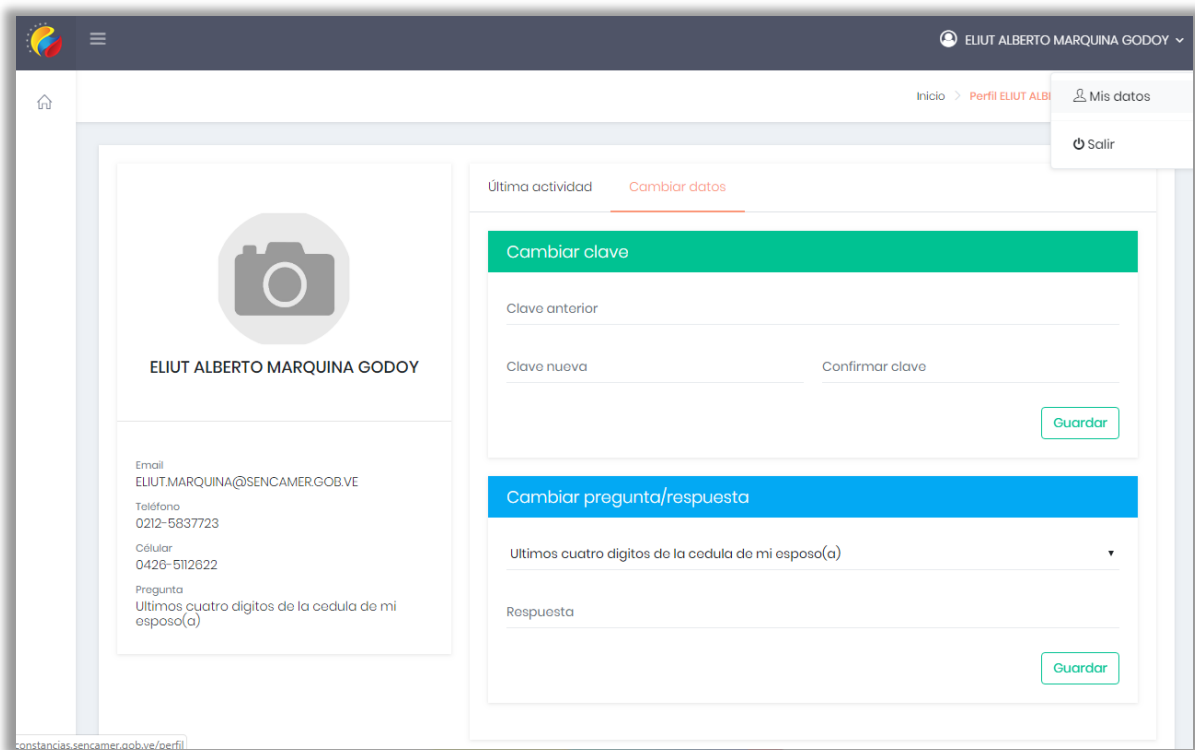 ELIUT ALBERTO MARQUINA GODOY
Inicio > Perfil ELIUT ALBI
Mis datos
Salir
ELIUT ALBERTO MARQUINA GODOY
Email
ELIUT.MARQUINA@SENCAMER.GOB.VE
Teléfono
0212-5837723
Célular
0426-5112622
Pregunta
Ultimos cuatro digitos de la cedula de mi
esposo(a)
Última actividad Cambiar datos
Cambiar clave
Clave anterior
Clave nueva Confirmar clave
Guardar
Cambiar pregunta/respuesta
Ultimos cuatro digitos de la cedula de mi esposo(a)
Respuesta
Guardar
constancias.sencamer.gob.ve/perfil